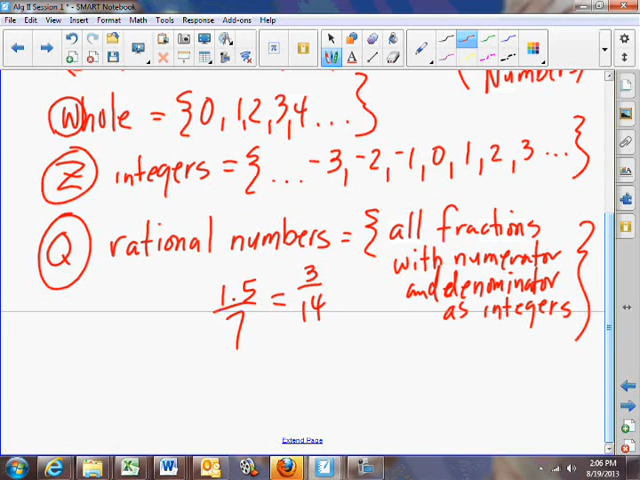 Alg II Session 1 * - SMART Notebook
File Edit View Insert Format Tools Response Add-ons Help
Numbers)
Whole = {0, 1, 2, 3, 4 ... }
Z integers = { ... -3, -2, -1, 0, 1, 2, 3 ... }
Q rational numbers = { all fractions
with numerator
and denominator
as integers }
1.5/7 = 3/14
Extend Page
2:06 PM
8/19/2013